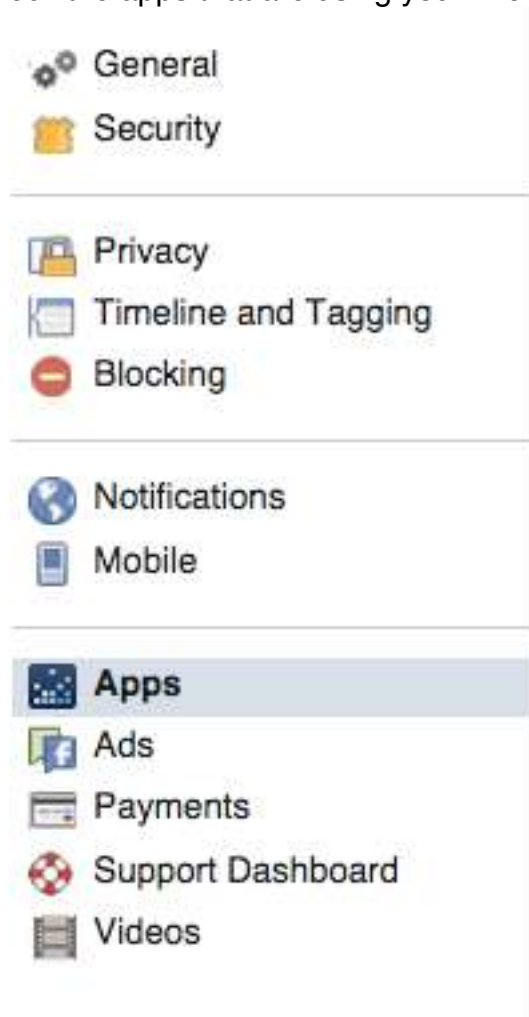 General
Security
Privacy
Timeline and Tagging
Blocking
Notifications
Mobile
Apps
Ads
Payments
Support Dashboard
Videos